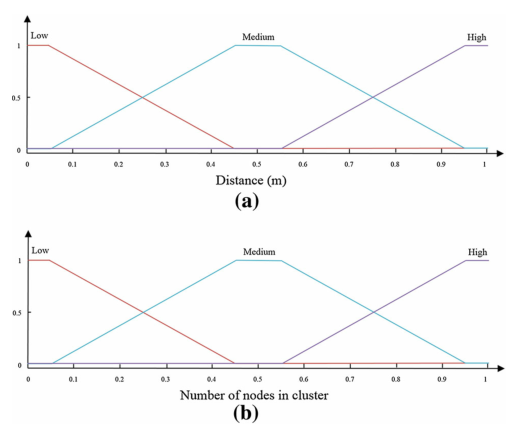 Low Medium High
1
0.5
0
0 0.1 0.2 0.3 0.4 0.5 0.6 0.7 0.8 0.9 1
Distance (m)
(a)
Low Medium High
1
0.5
0
0 0.1 0.2 0.3 0.4 0.5 0.6 0.7 0.8 0.9 1
Number of nodes in cluster
(b)